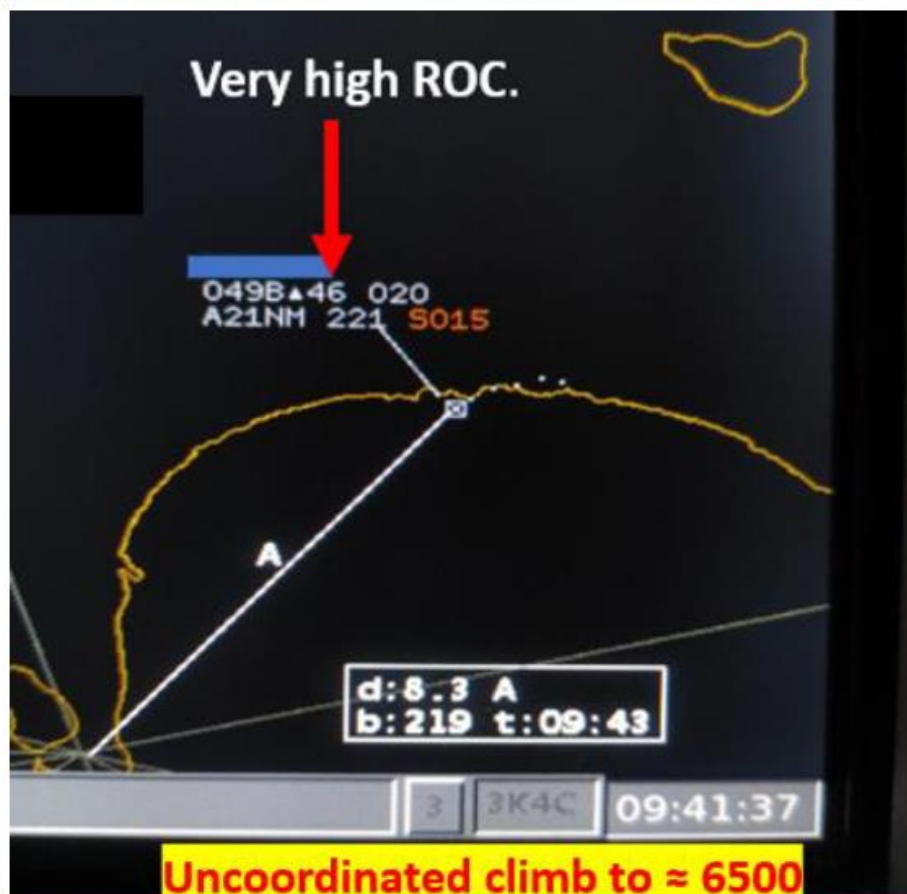 Very high ROC.
049B▲46 020
A21NM 221 S015
A
d:8.3 A
b:219 t:09:43
3 3K4C 09:41:37
Uncoordinated climb to ≈ 6500